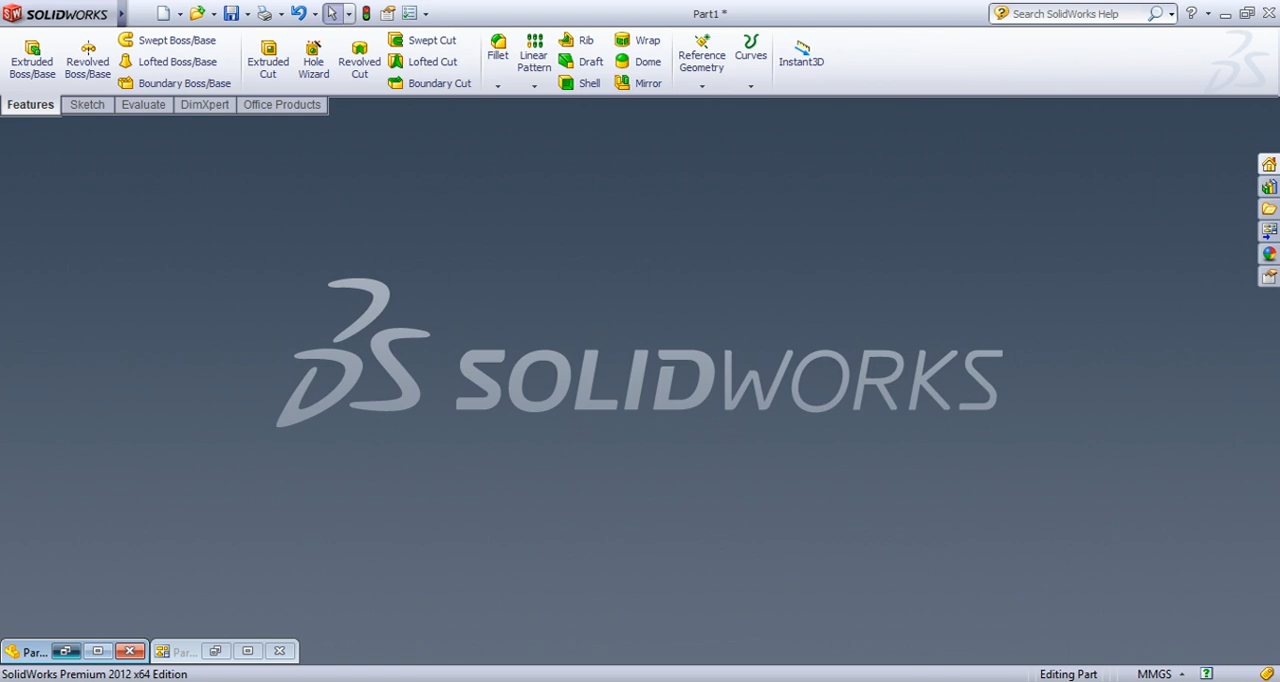 SOLIDWORKS
Part1 *
Search SolidWorks Help
Extruded Boss/Base
Revolved Boss/Base
Swept Boss/Base
Lofted Boss/Base
Boundary Boss/Base
Extruded Cut
Hole Wizard
Revolved Cut
Swept Cut
Lofted Cut
Boundary Cut
Fillet
Linear Pattern
Rib
Draft
Shell
Wrap
Dome
Mirror
Reference Geometry
Curves
Instant3D
Features
Sketch
Evaluate
DimXpert
Office Products
SOLIDWORKS
Par...
Par...
SolidWorks Premium 2012 x64 Edition
Editing Part
MMGS